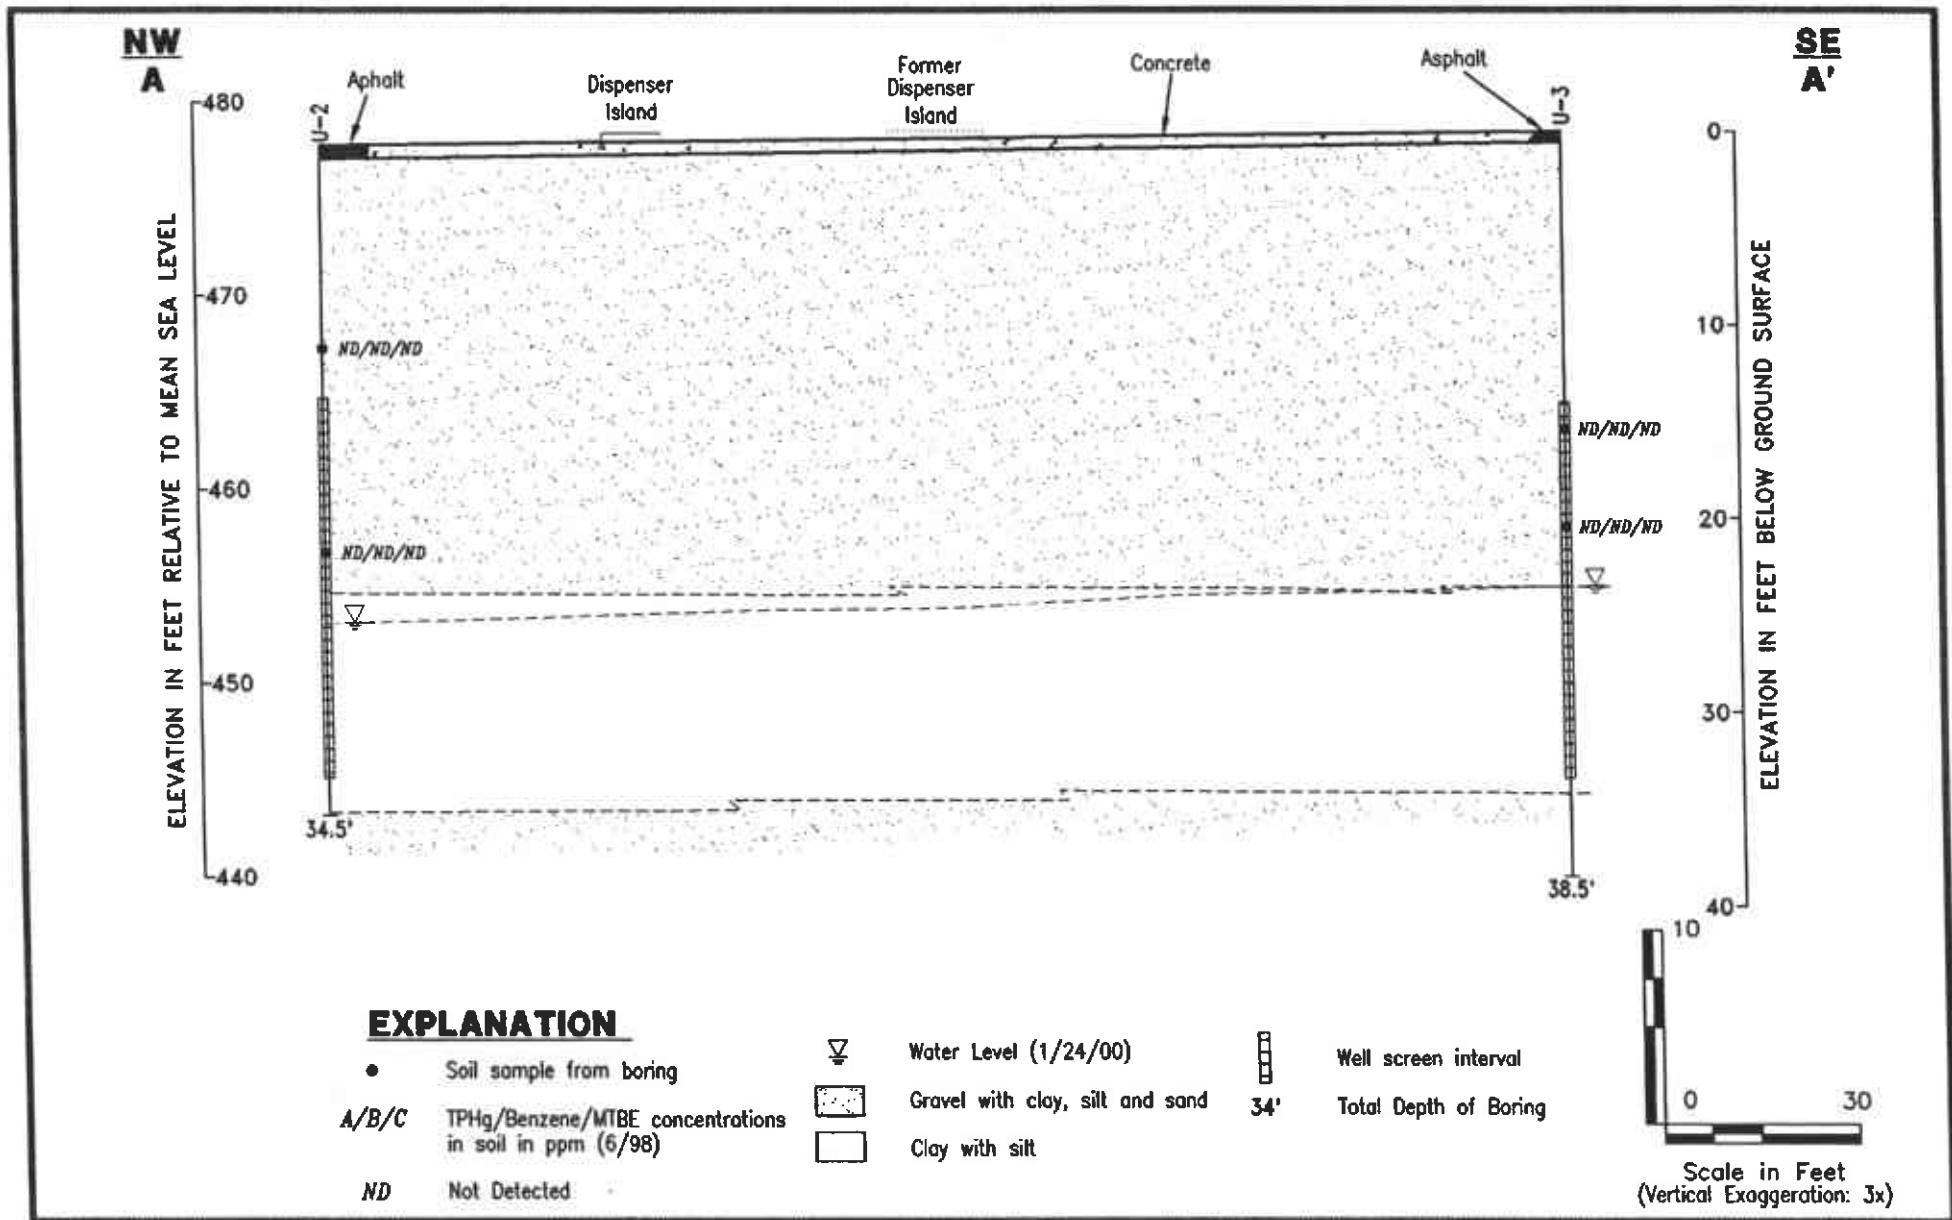 NW
A
SE
A'
Aphalt
Dispenser
Island
Former
Dispenser
Island
Concrete
Asphalt
U-2
U-3
480
470
460
450
440
ELEVATION IN FEET RELATIVE TO MEAN SEA LEVEL
0
10
20
30
40
ELEVATION IN FEET BELOW GROUND SURFACE
ND/ND/ND
ND/ND/ND
ND/ND/ND
ND/ND/ND
34.5'
38.5'
EXPLANATION
Soil sample from boring
A/B/C TPHg/Benzene/MTBE concentrations
in soil in ppm (6/98)
ND Not Detected
Water Level (1/24/00)
Gravel with clay, silt and sand
Clay with silt
Well screen interval
34' Total Depth of Boring
10
0 30
Scale in Feet
(Vertical Exaggeration: 3x)